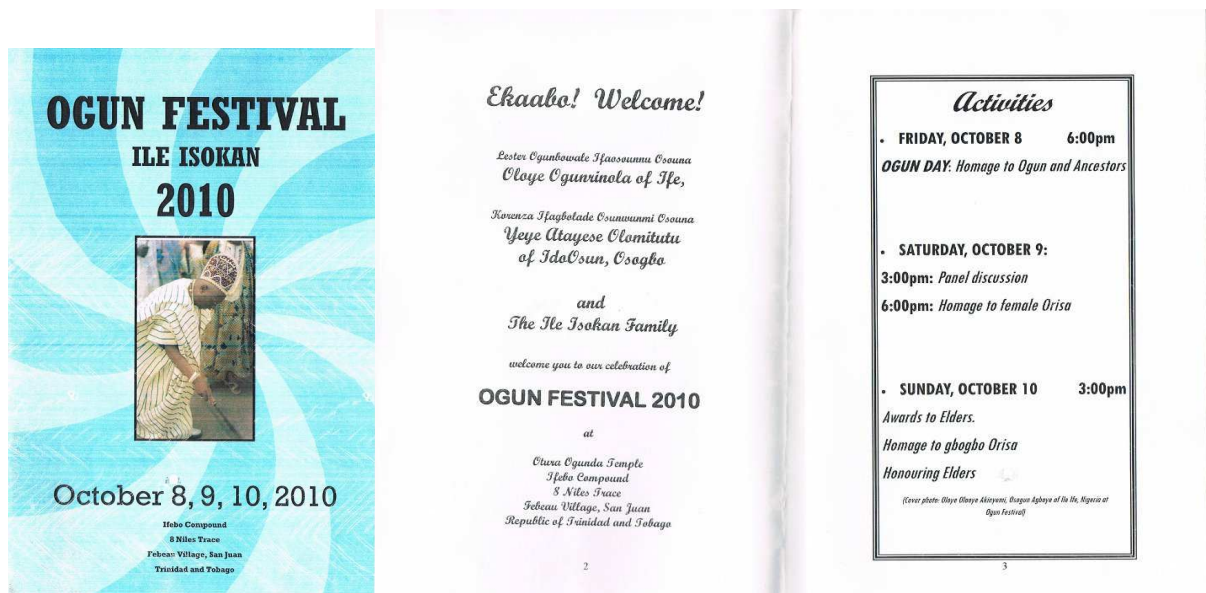 OGUN FESTIVAL
ILE ISOKAN
2010
October 8, 9, 10, 2010
Ifebo Compound
8 Niles Trace
Febeau Village, San Juan
Trinidad and Tobago
Ekaabo! Welcome!
Lester Ogunbowale Ifaosounnu Osouna
Oloye Ogunrinola of Ife,
Korenza Ifagbolade Osunwunmi Osouna
Yeye Atayese Olomitutu
of IdoOsun, Osogbo
and
The Ile Isokan Family
welcome you to our celebration of
OGUN FESTIVAL 2010
at
Otura Ogunda Temple
Ifebo Compound
8 Niles Trace
Febeau Village, San Juan
Republic of Trinidad and Tobago
2
Activities
• FRIDAY, OCTOBER 8 6:00pm
OGUN DAY: Homage to Ogun and Ancestors
• SATURDAY, OCTOBER 9:
3:00pm: Panel discussion
6:00pm: Homage to female Orisa
• SUNDAY, OCTOBER 10 3:00pm
Awards to Elders.
Homage to gbogbo Orisa
Honouring Elders
(Cover photo: Oloye Olaoye Akinyemi, Osogun Agbaye of Ile Ife, Nigeria at
Ogun Festival)
3